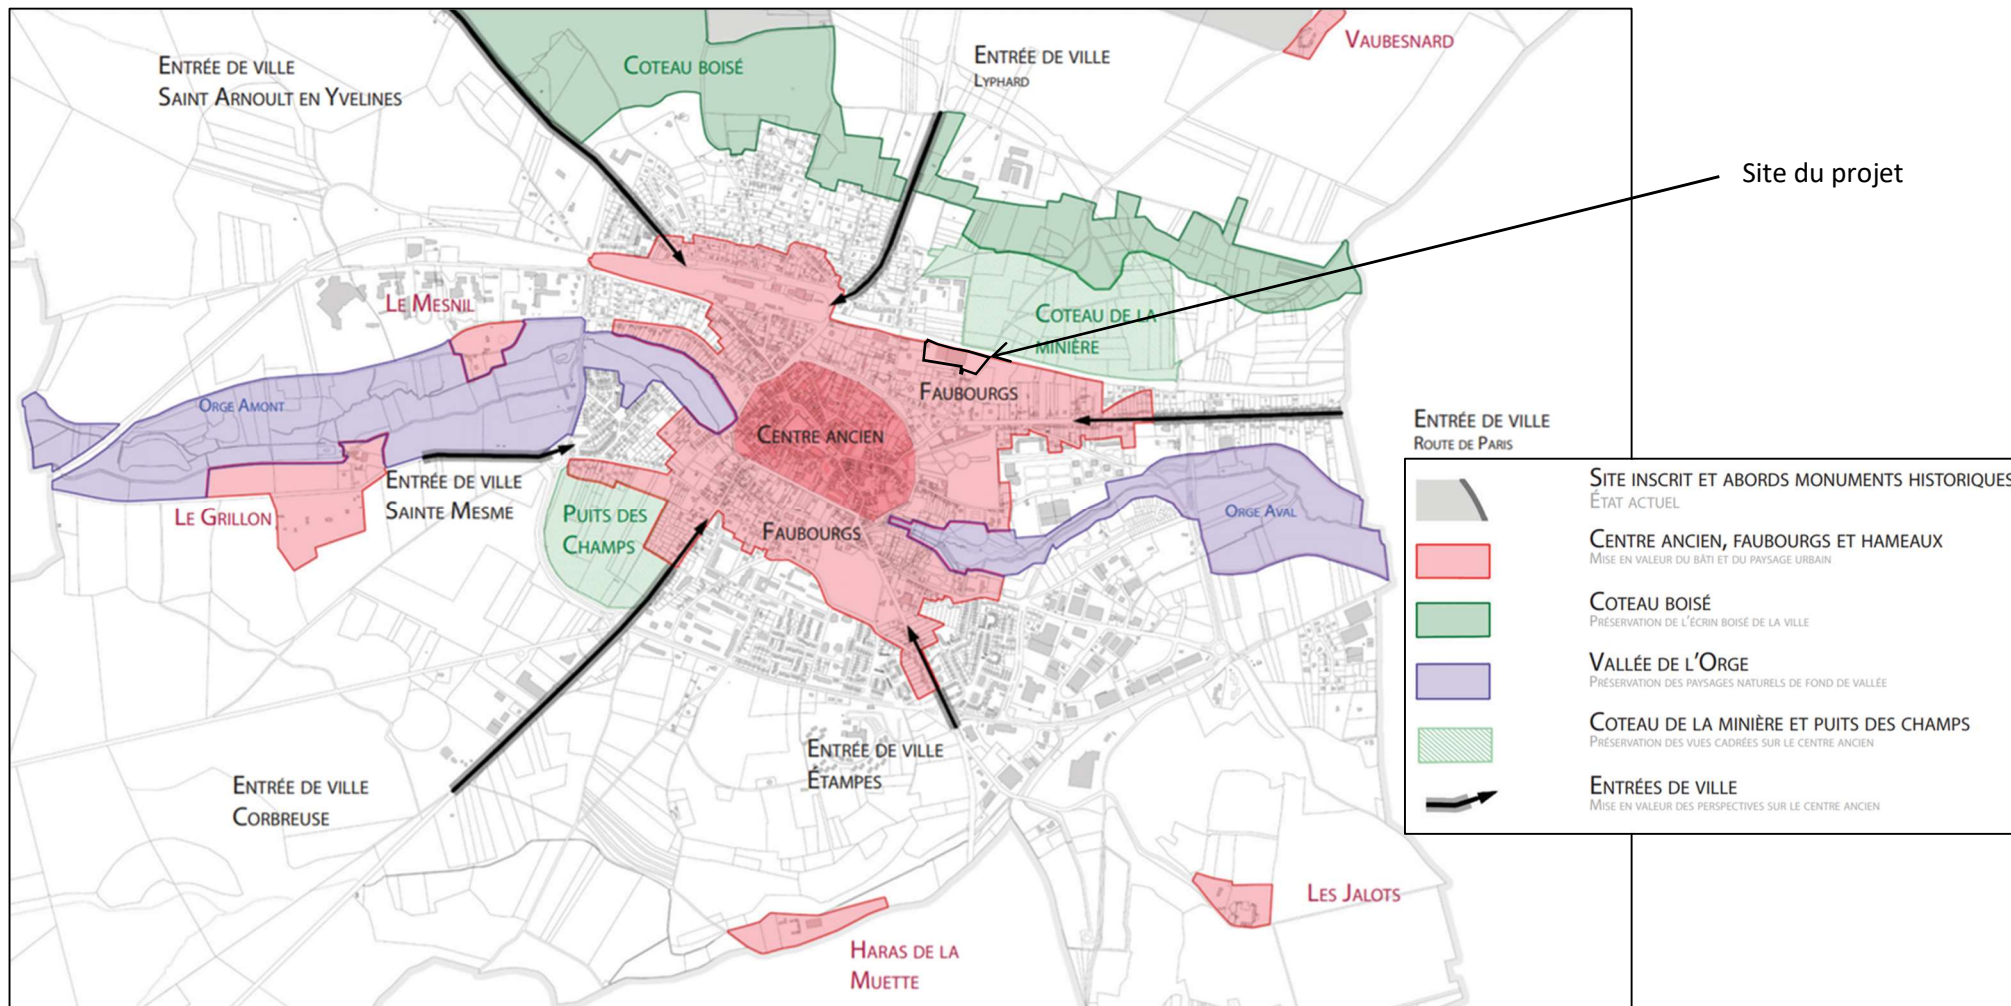 ENTRÉE DE VILLE
SAINT ARNOULT EN YVELINES
COTEAU BOISÉ
ENTRÉE DE VILLE
LYPHARD
VAUBESNARD
Site du projet
LE MESNIL
COTEAU DE LA
MINIÈRE
FAUBOURGS
ORGE AMONT
CENTRE ANCIEN
ENTRÉE DE VILLE
ROUTE DE PARIS
ENTRÉE DE VILLE
SAINTE MESME
LE GRILLON
PUITS DES
CHAMPS
FAUBOURGS
ORGE AVAL
ENTRÉE DE VILLE
ÉTAMPES
ENTRÉE DE VILLE
CORBREUSE
LES JALOTS
HARAS DE LA
MUETTE
SITE INSCRIT ET ABORDS MONUMENTS HISTORIQUES
ÉTAT ACTUEL
CENTRE ANCIEN, FAUBOURGS ET HAMEAUX
MISE EN VALEUR DU BÂTI ET DU PAYSAGE URBAIN
COTEAU BOISÉ
PRÉSERVATION DE L'ÉCRIN BOISÉ DE LA VILLE
VALLÉE DE L'ORGE
PRÉSERVATION DES PAYSAGES NATURELS DE FOND DE VALLÉE
COTEAU DE LA MINIÈRE ET PUITS DES CHAMPS
PRÉSERVATION DES VUES CADRÉES SUR LE CENTRE ANCIEN
ENTRÉES DE VILLE
MISE EN VALEUR DES PERSPECTIVES SUR LE CENTRE ANCIEN